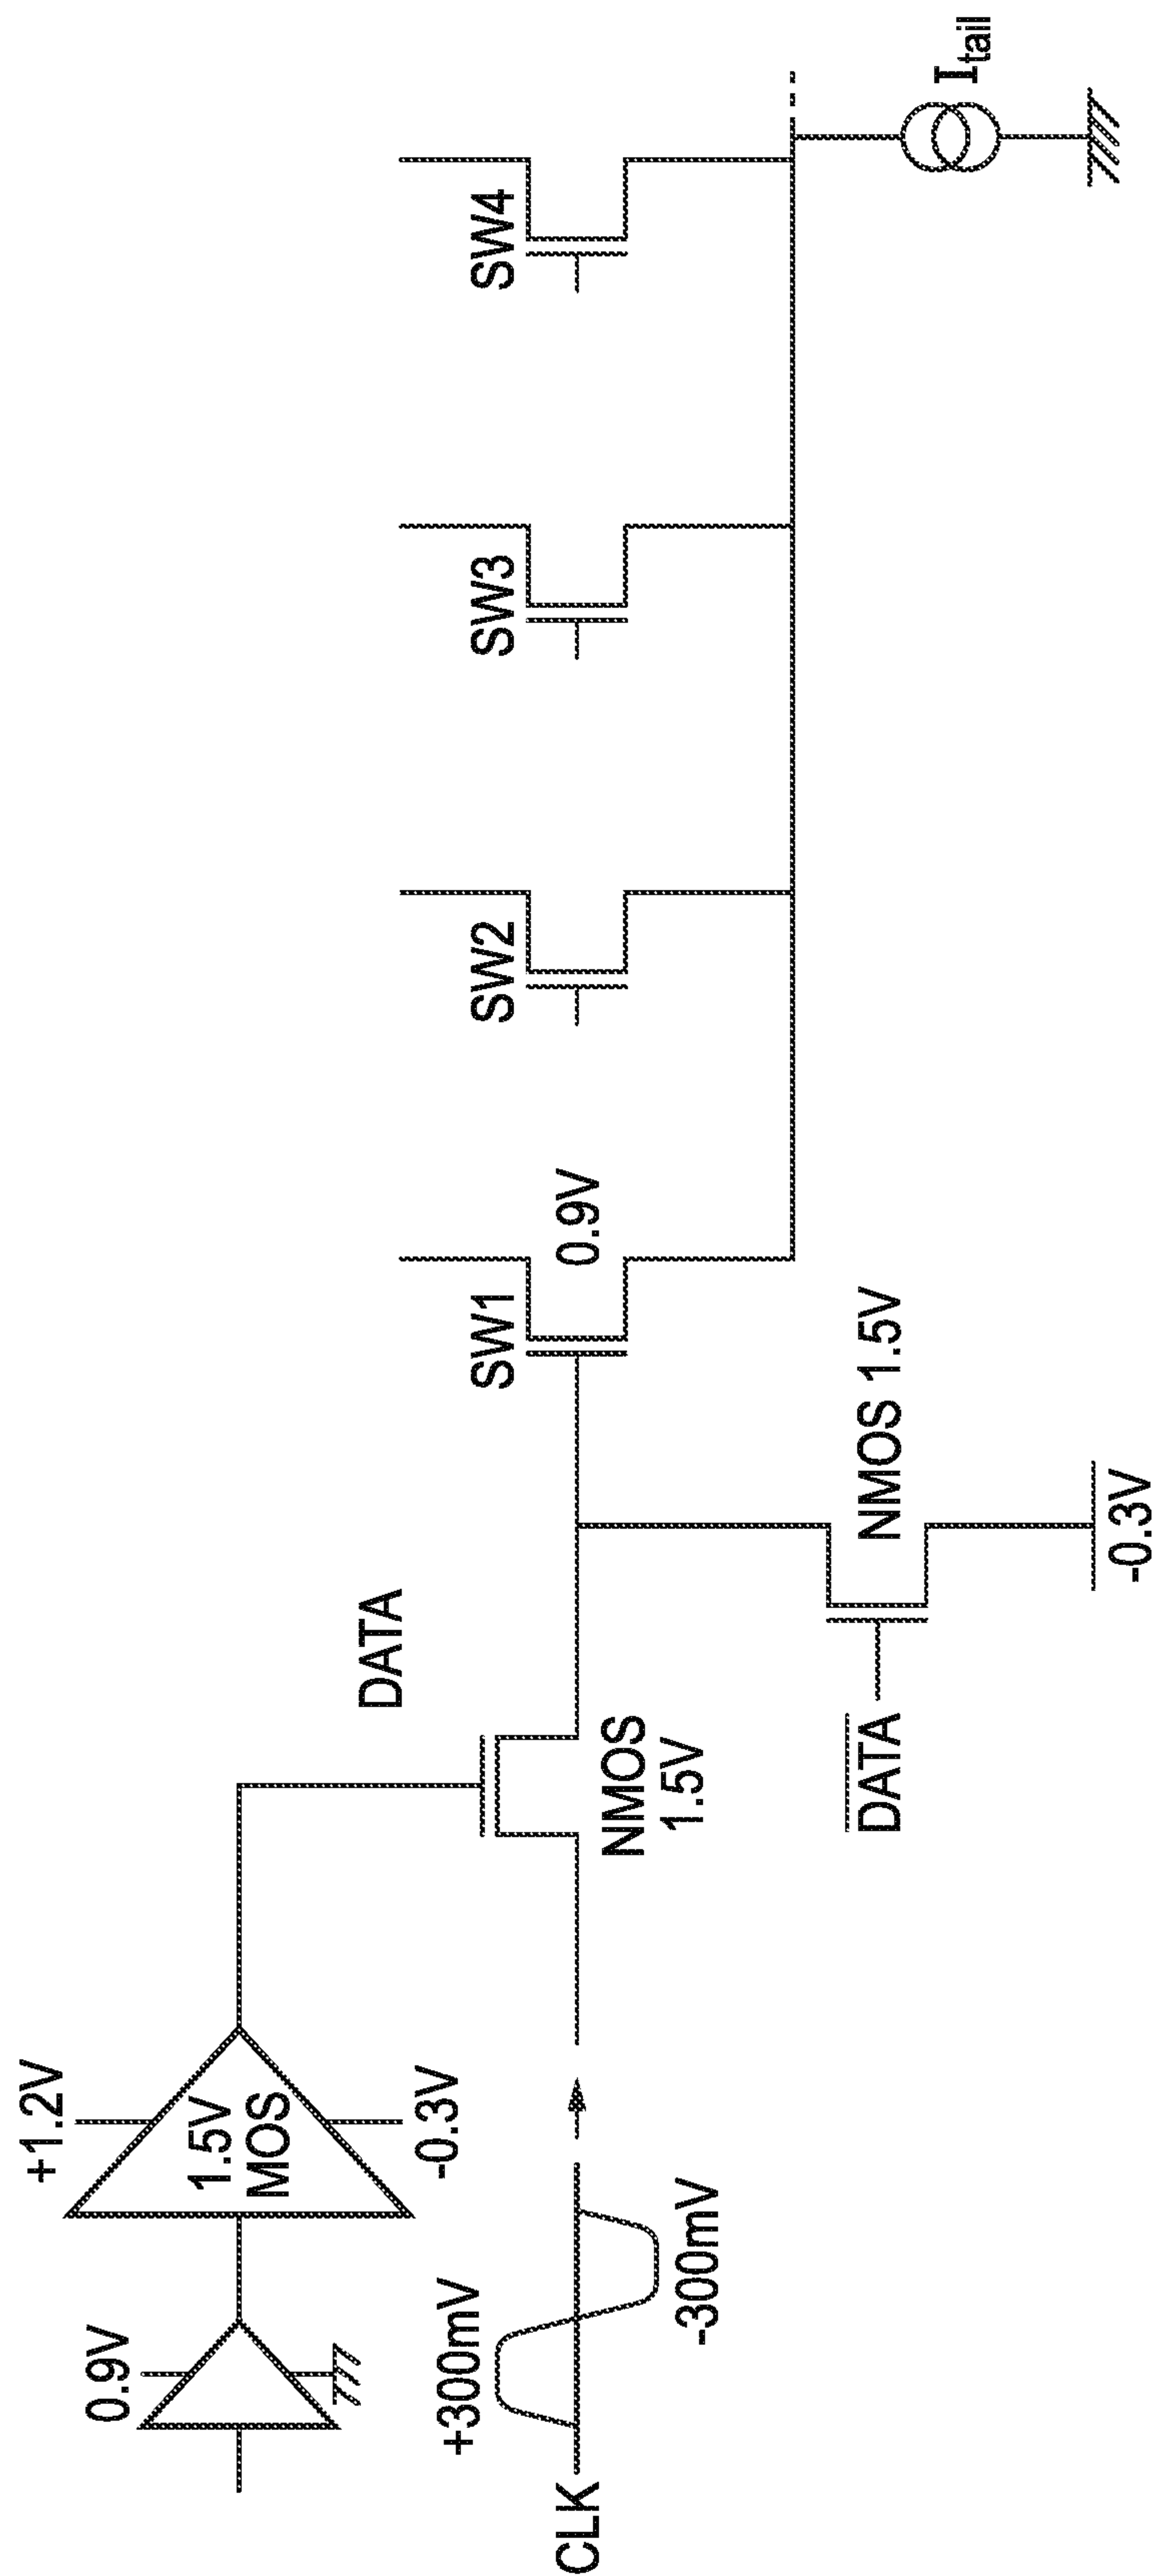 CLK
0.9V
+300mV
-300mV
+1.2V
1.5V
MOS
-0.3V
DATA
NMOS
1.5V
DATA
SW1
0.9V
NMOS 1.5V
-0.3V
SW2
SW3
SW4
Itail